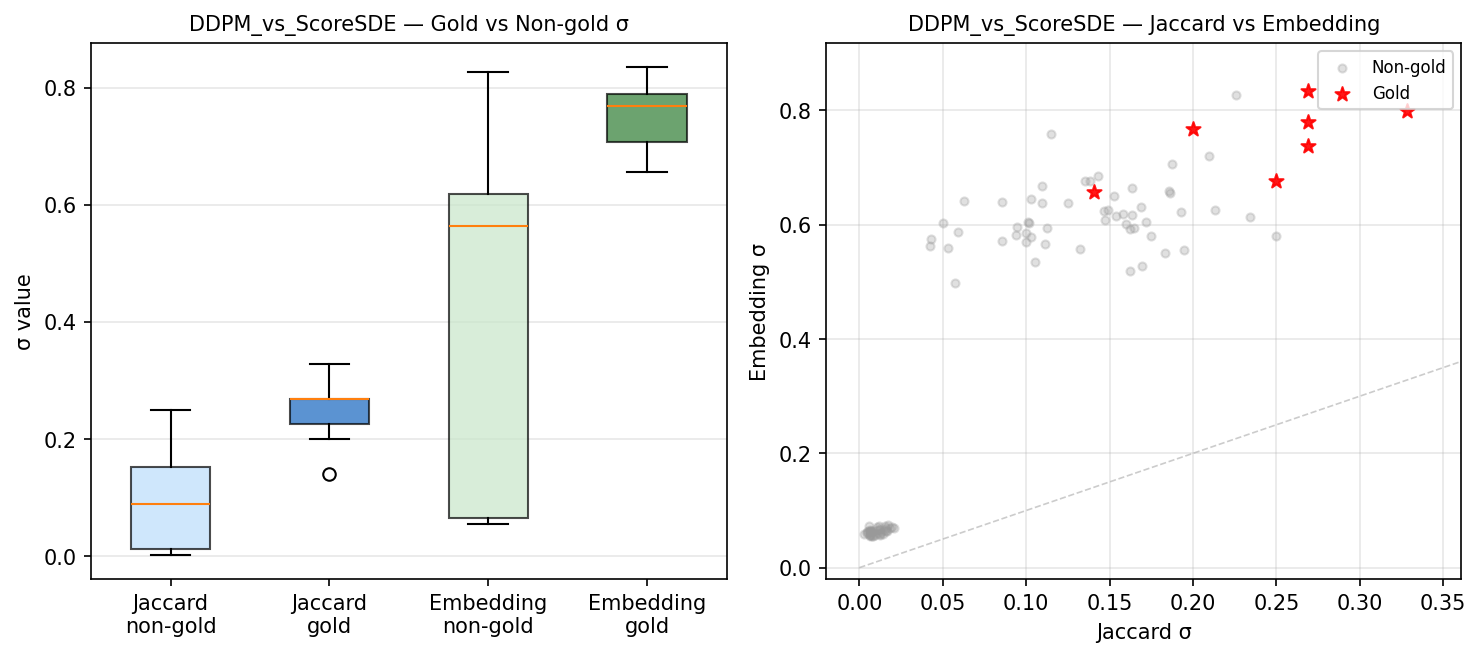 DDPM_vs_ScoreSDE — Gold vs Non-gold σ
σ value
0.8
0.6
0.4
0.2
0.0
Jaccard
non-gold
Jaccard
gold
Embedding
non-gold
Embedding
gold
DDPM_vs_ScoreSDE — Jaccard vs Embedding
Non-gold
Gold
Embedding σ
0.8
0.6
0.4
0.2
0.0
0.00 0.05 0.10 0.15 0.20 0.25 0.30 0.35
Jaccard σ